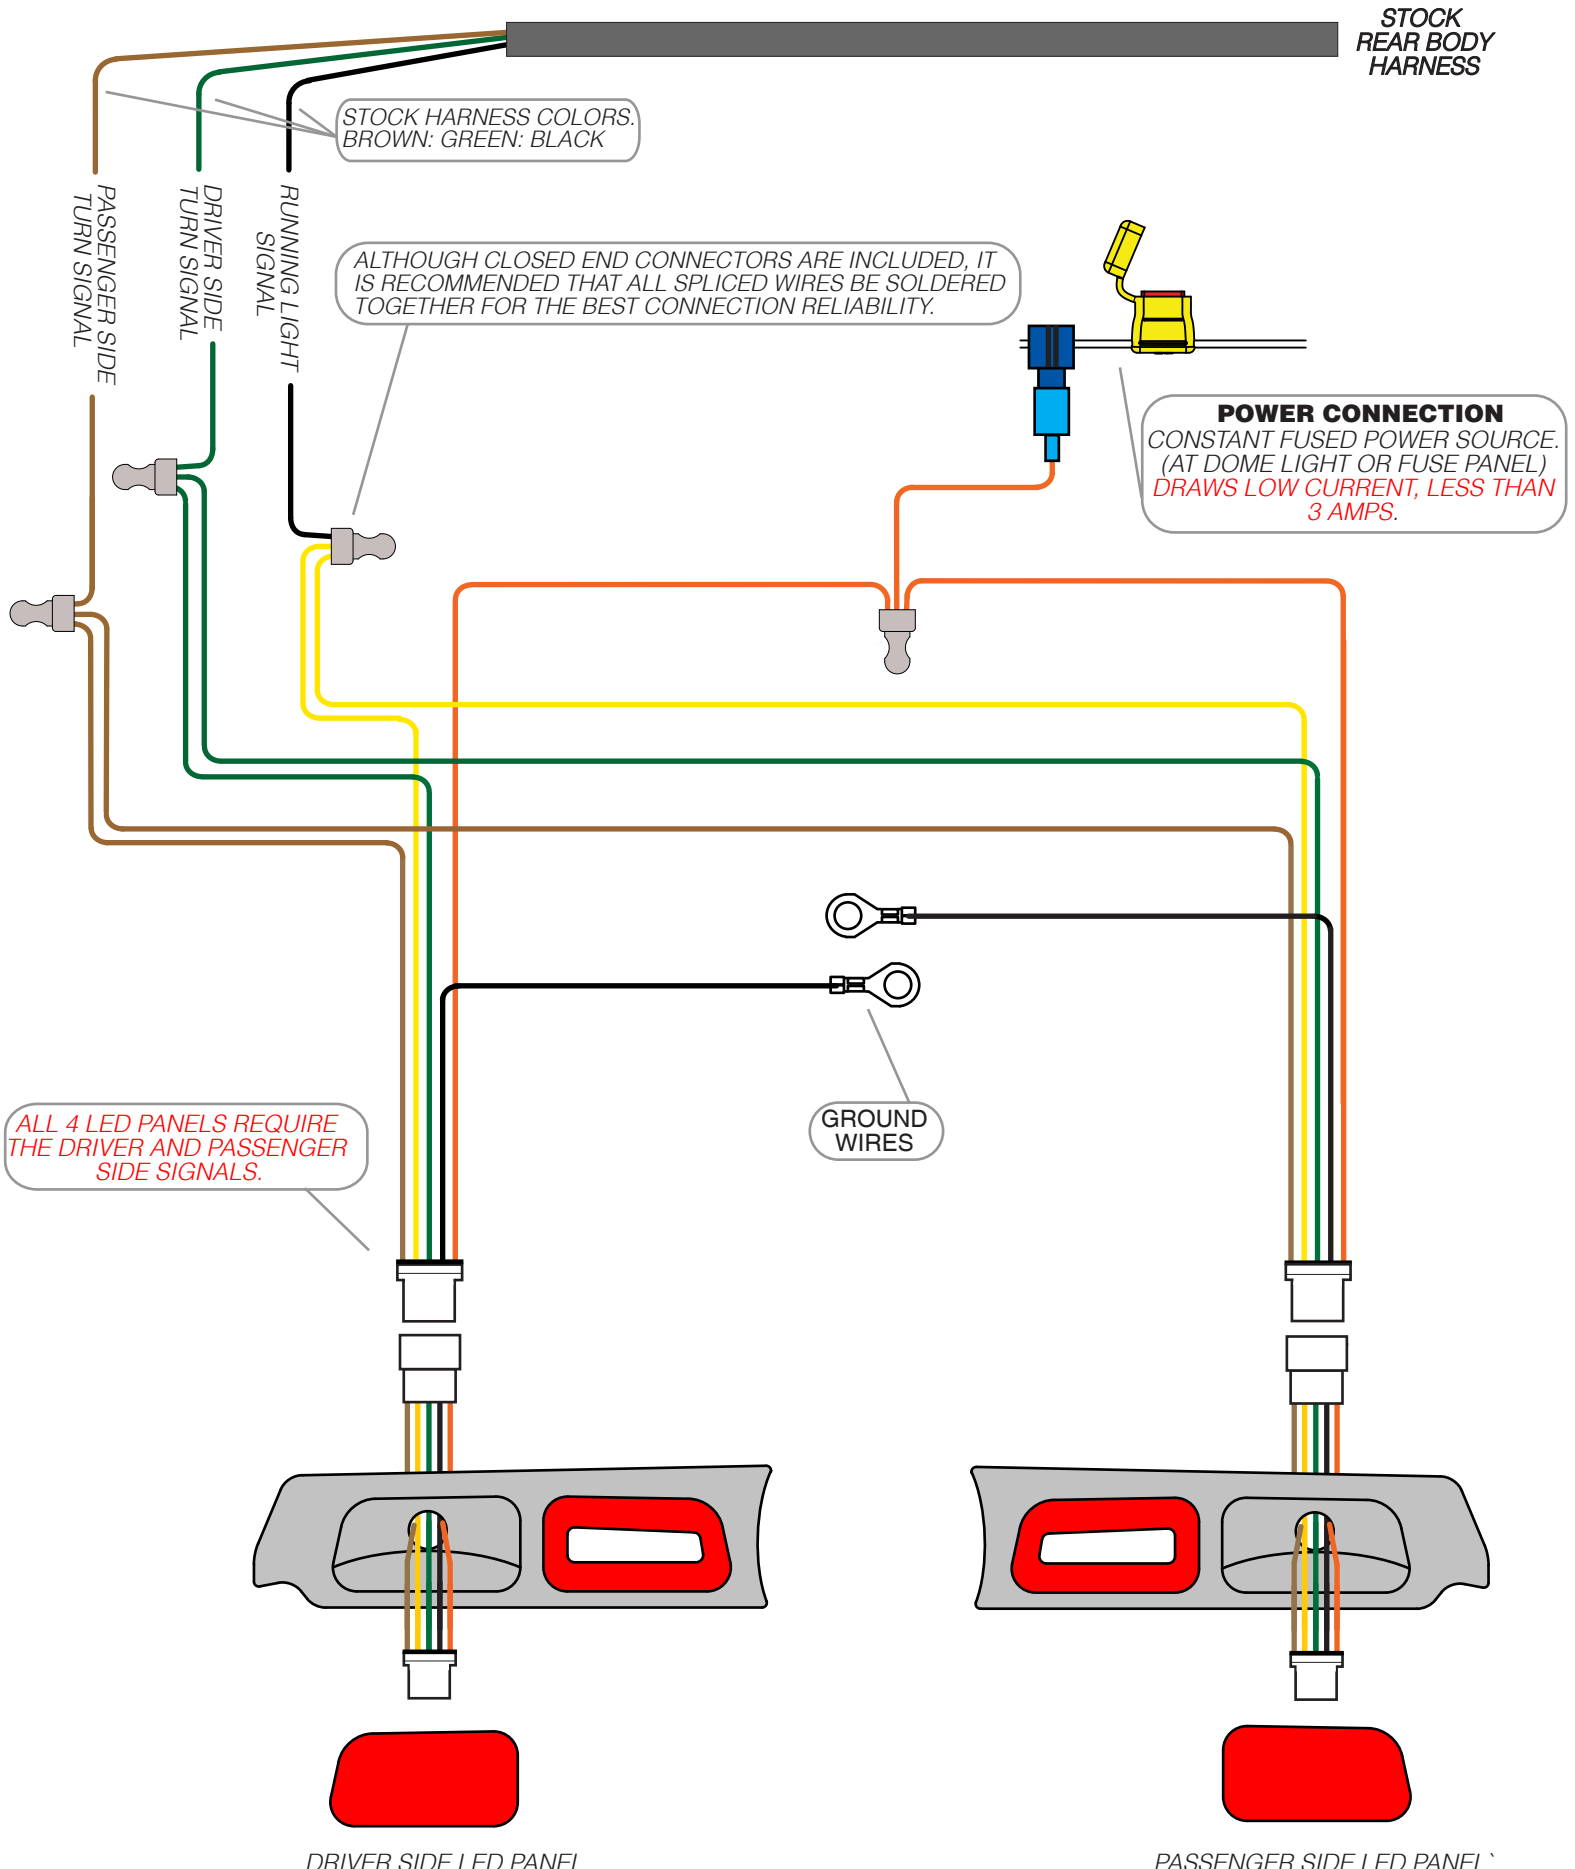 STOCK
REAR BODY
HARNESS
STOCK HARNESS COLORS.
BROWN: GREEN: BLACK
PASSENGER SIDE
TURN SIGNAL
DRIVER SIDE
TURN SIGNAL
RUNNING LIGHT
SIGNAL
ALTHOUGH CLOSED END CONNECTORS ARE INCLUDED, IT
IS RECOMMENDED THAT ALL SPLICED WIRES BE SOLDERED
TOGETHER FOR THE BEST CONNECTION RELIABILITY.
POWER CONNECTION
CONSTANT FUSED POWER SOURCE.
(AT DOME LIGHT OR FUSE PANEL)
DRAWS LOW CURRENT, LESS THAN
3 AMPS.
GROUND
WIRES
ALL 4 LED PANELS REQUIRE
THE DRIVER AND PASSENGER
SIDE SIGNALS.
DRIVER SIDE LED PANEL
PASSENGER SIDE LED PANEL `